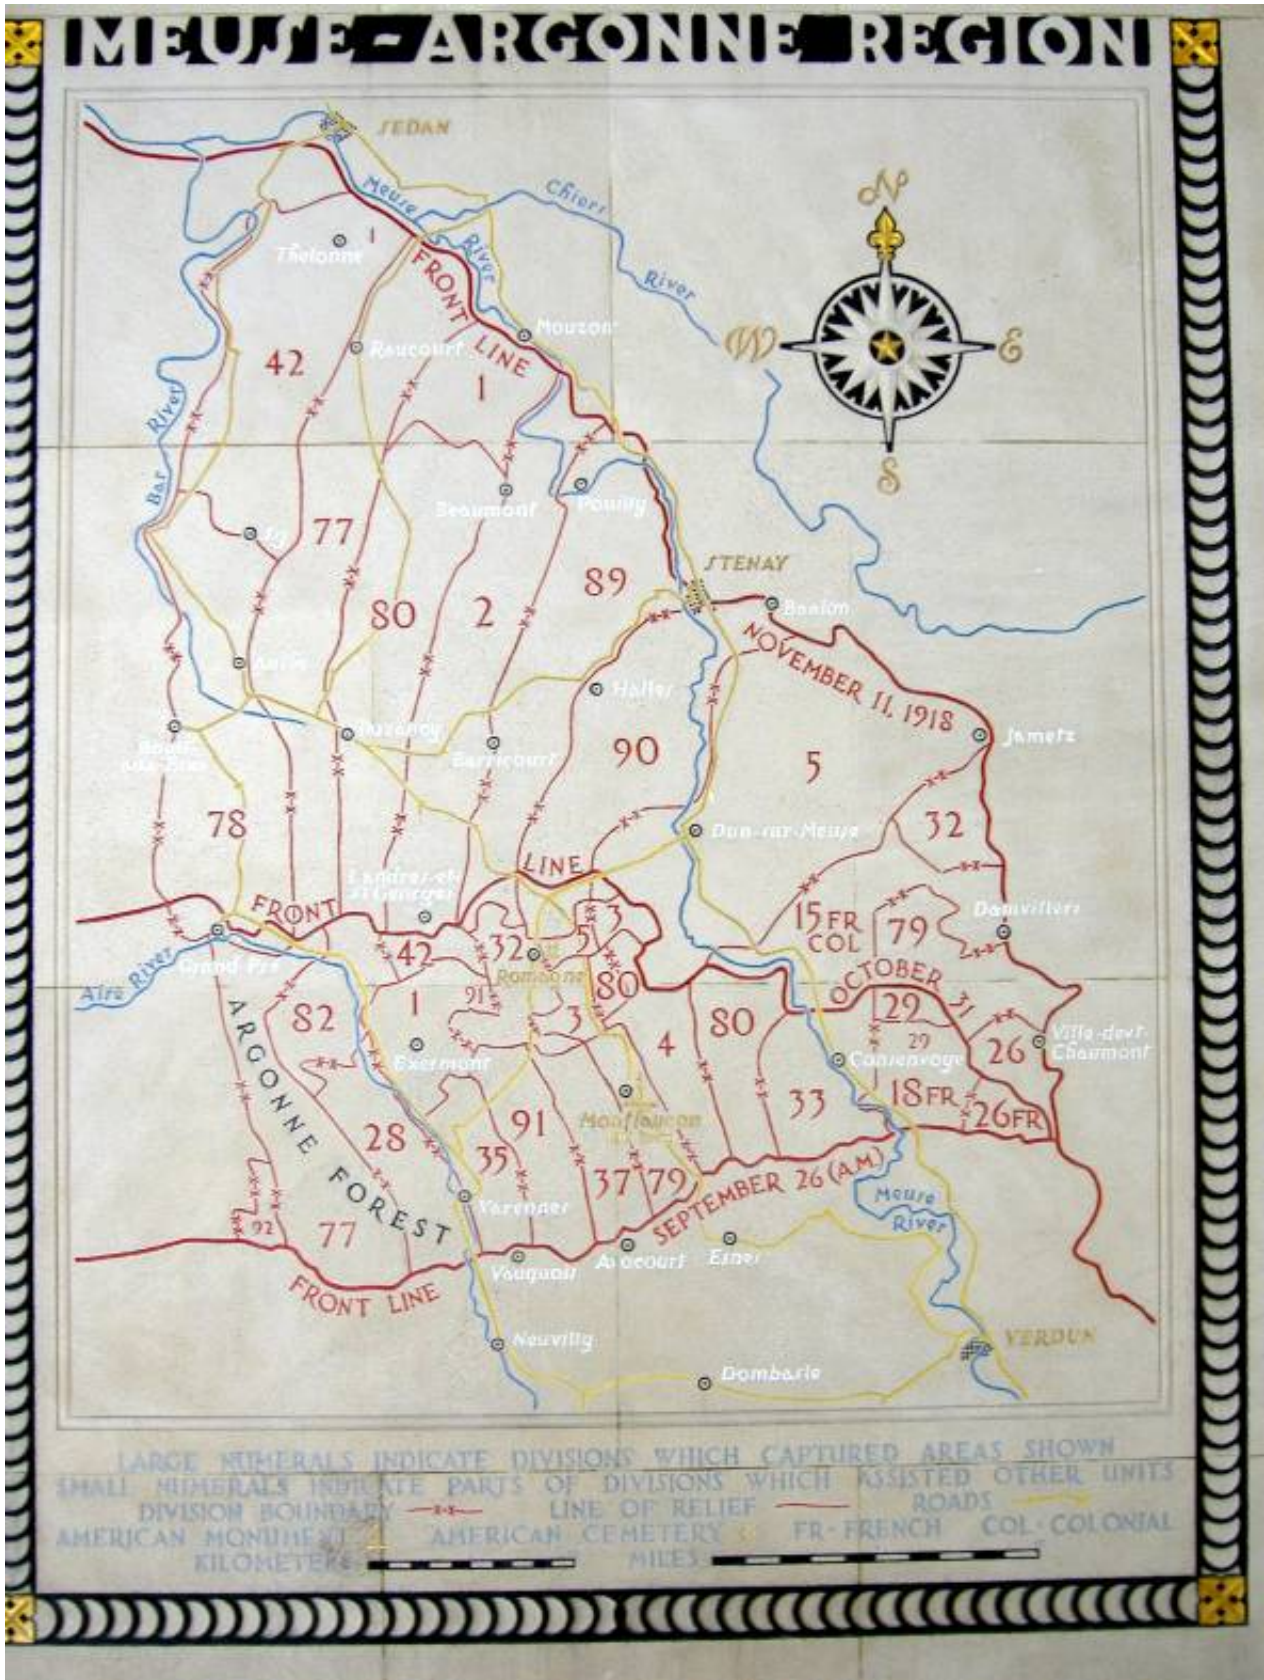 MEUSE-ARGONNE REGION
SEDAN
Meuse
River
Chiers
River
Thelonne
1
FRONT LINE
Mouzon
N
W
E
S
Raucourt
42
1
Bar River
Beaumont
Pouilly
77
STENAY
89
80
2
Baalon
NOVEMBER 11, 1918
Halles
Jametz
Buzancy
Barricourt
90
5
78
32
Dun-sur-Meuse
LINE
Landres-et-
St Georges
FRONT
15 FR
COL
79
Damvillers
3
5
42
32
Grand Pré
Romagne
Aire River
OCTOBER 31
80
91
82
1
3
4
80
29
29
26
Ville-devt-
Chaumont
Exermont
Consenvoye
ARGONNE FOREST
33
18 FR
26 FR
Montfaucon
28
91
35
37
79
SEPTEMBER 26 (A.M.)
Varennes
Meuse
River
92
77
Vauquois
Avocourt
Esnes
FRONT LINE
Neuvilly
VERDUN
Dombasle
LARGE NUMERALS INDICATE DIVISIONS WHICH CAPTURED AREAS SHOWN
SMALL NUMERALS INDICATE PARTS OF DIVISIONS WHICH ASSISTED OTHER UNITS
DIVISION BOUNDARY LINE OF RELIEF ROADS
AMERICAN MONUMENT AMERICAN CEMETERY FR-FRENCH COL-COLONIAL
KILOMETERS MILES